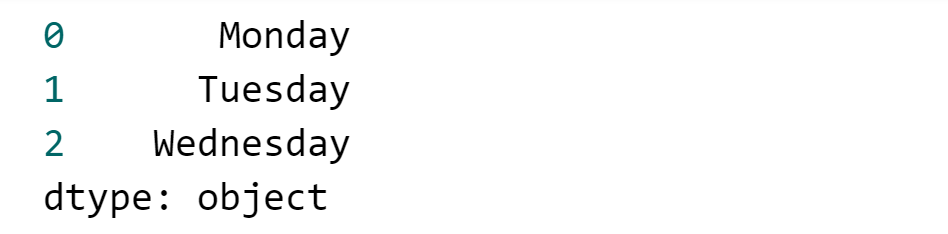 0       Monday
1      Tuesday
2    Wednesday
dtype: object